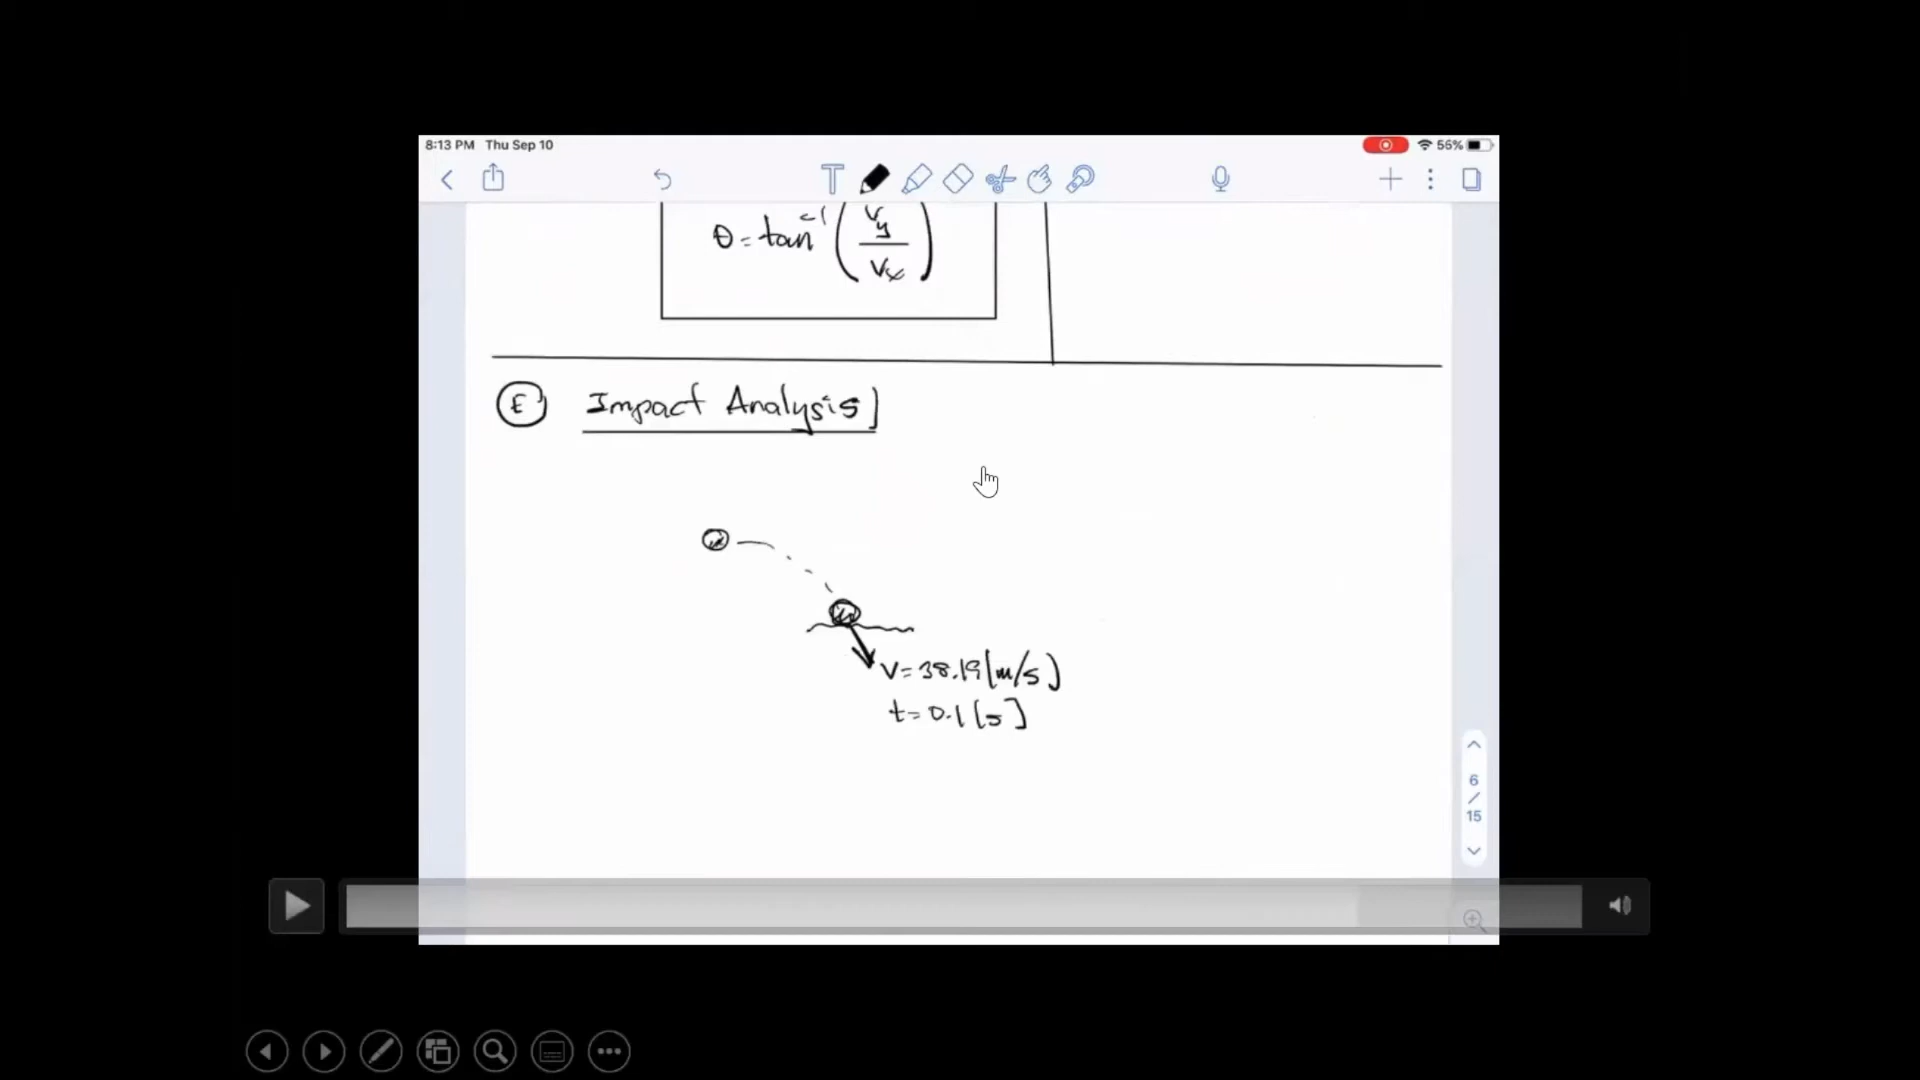 8:13 PM Thu Sep 10
56%
T
θ = tan⁻¹ (Vy / Vx)
E Impact Analysis]
V = 38.19 [m/s]
t = 0.1 [s]
6
/
15